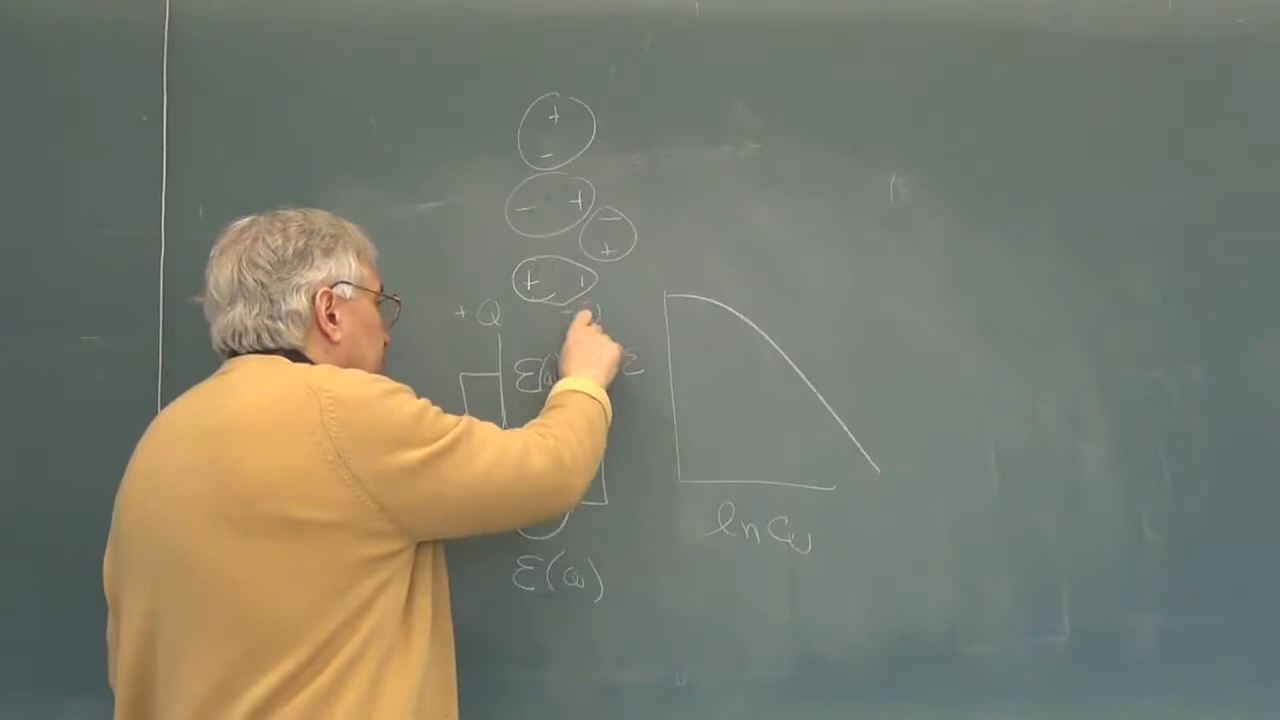 +
-
- +
-
+
+ -
+ Q
ε(ω)
ln ω